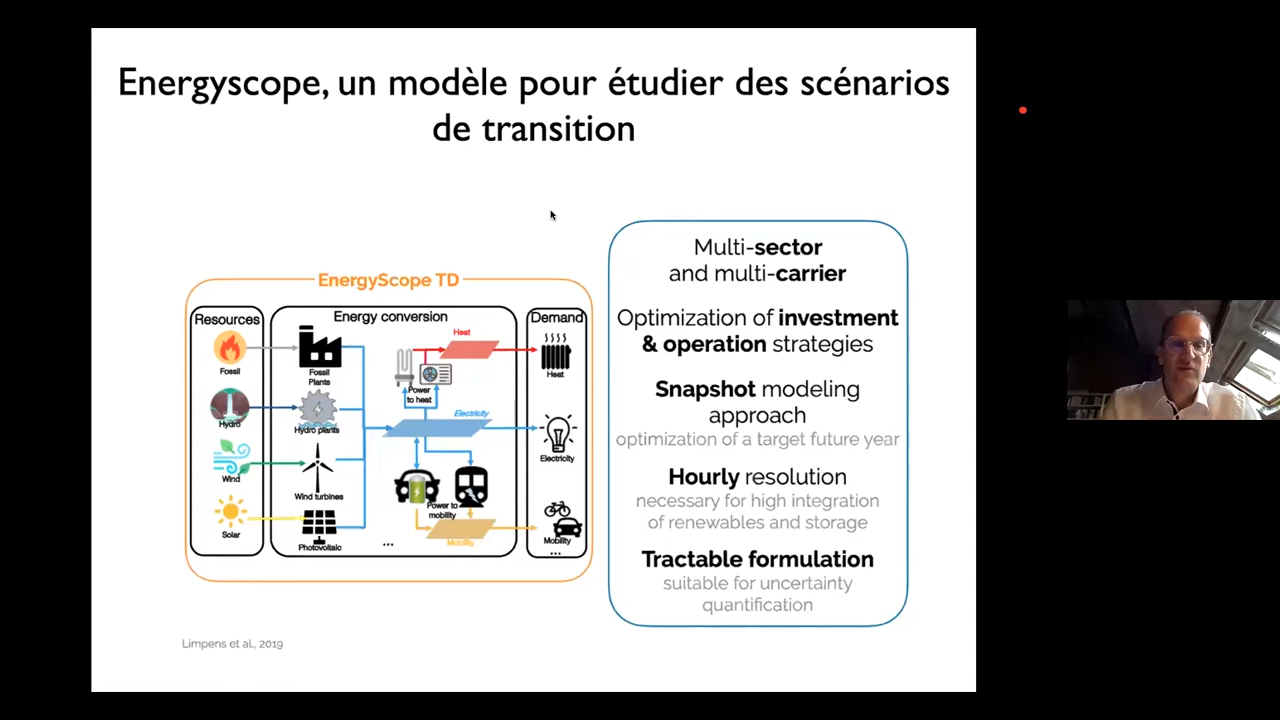 Energyscope, un modèle pour étudier des scénarios
de transition
EnergyScope TD
Resources
Fossil
Hydro
Wind
Solar
Energy conversion
Fossil
Plants
Hydro plants
Wind turbines
Photovoltaic
Heat
Power
to heat
Electricity
Power to
mobility
Mobility
...
Demand
Heat
Electricity
Mobility
...
Multi-sector
and multi-carrier
Optimization of investment
& operation strategies
Snapshot modeling
approach
optimization of a target future year
Hourly resolution
necessary for high integration
of renewables and storage
Tractable formulation
suitable for uncertainty
quantification
Limpens et al., 2019